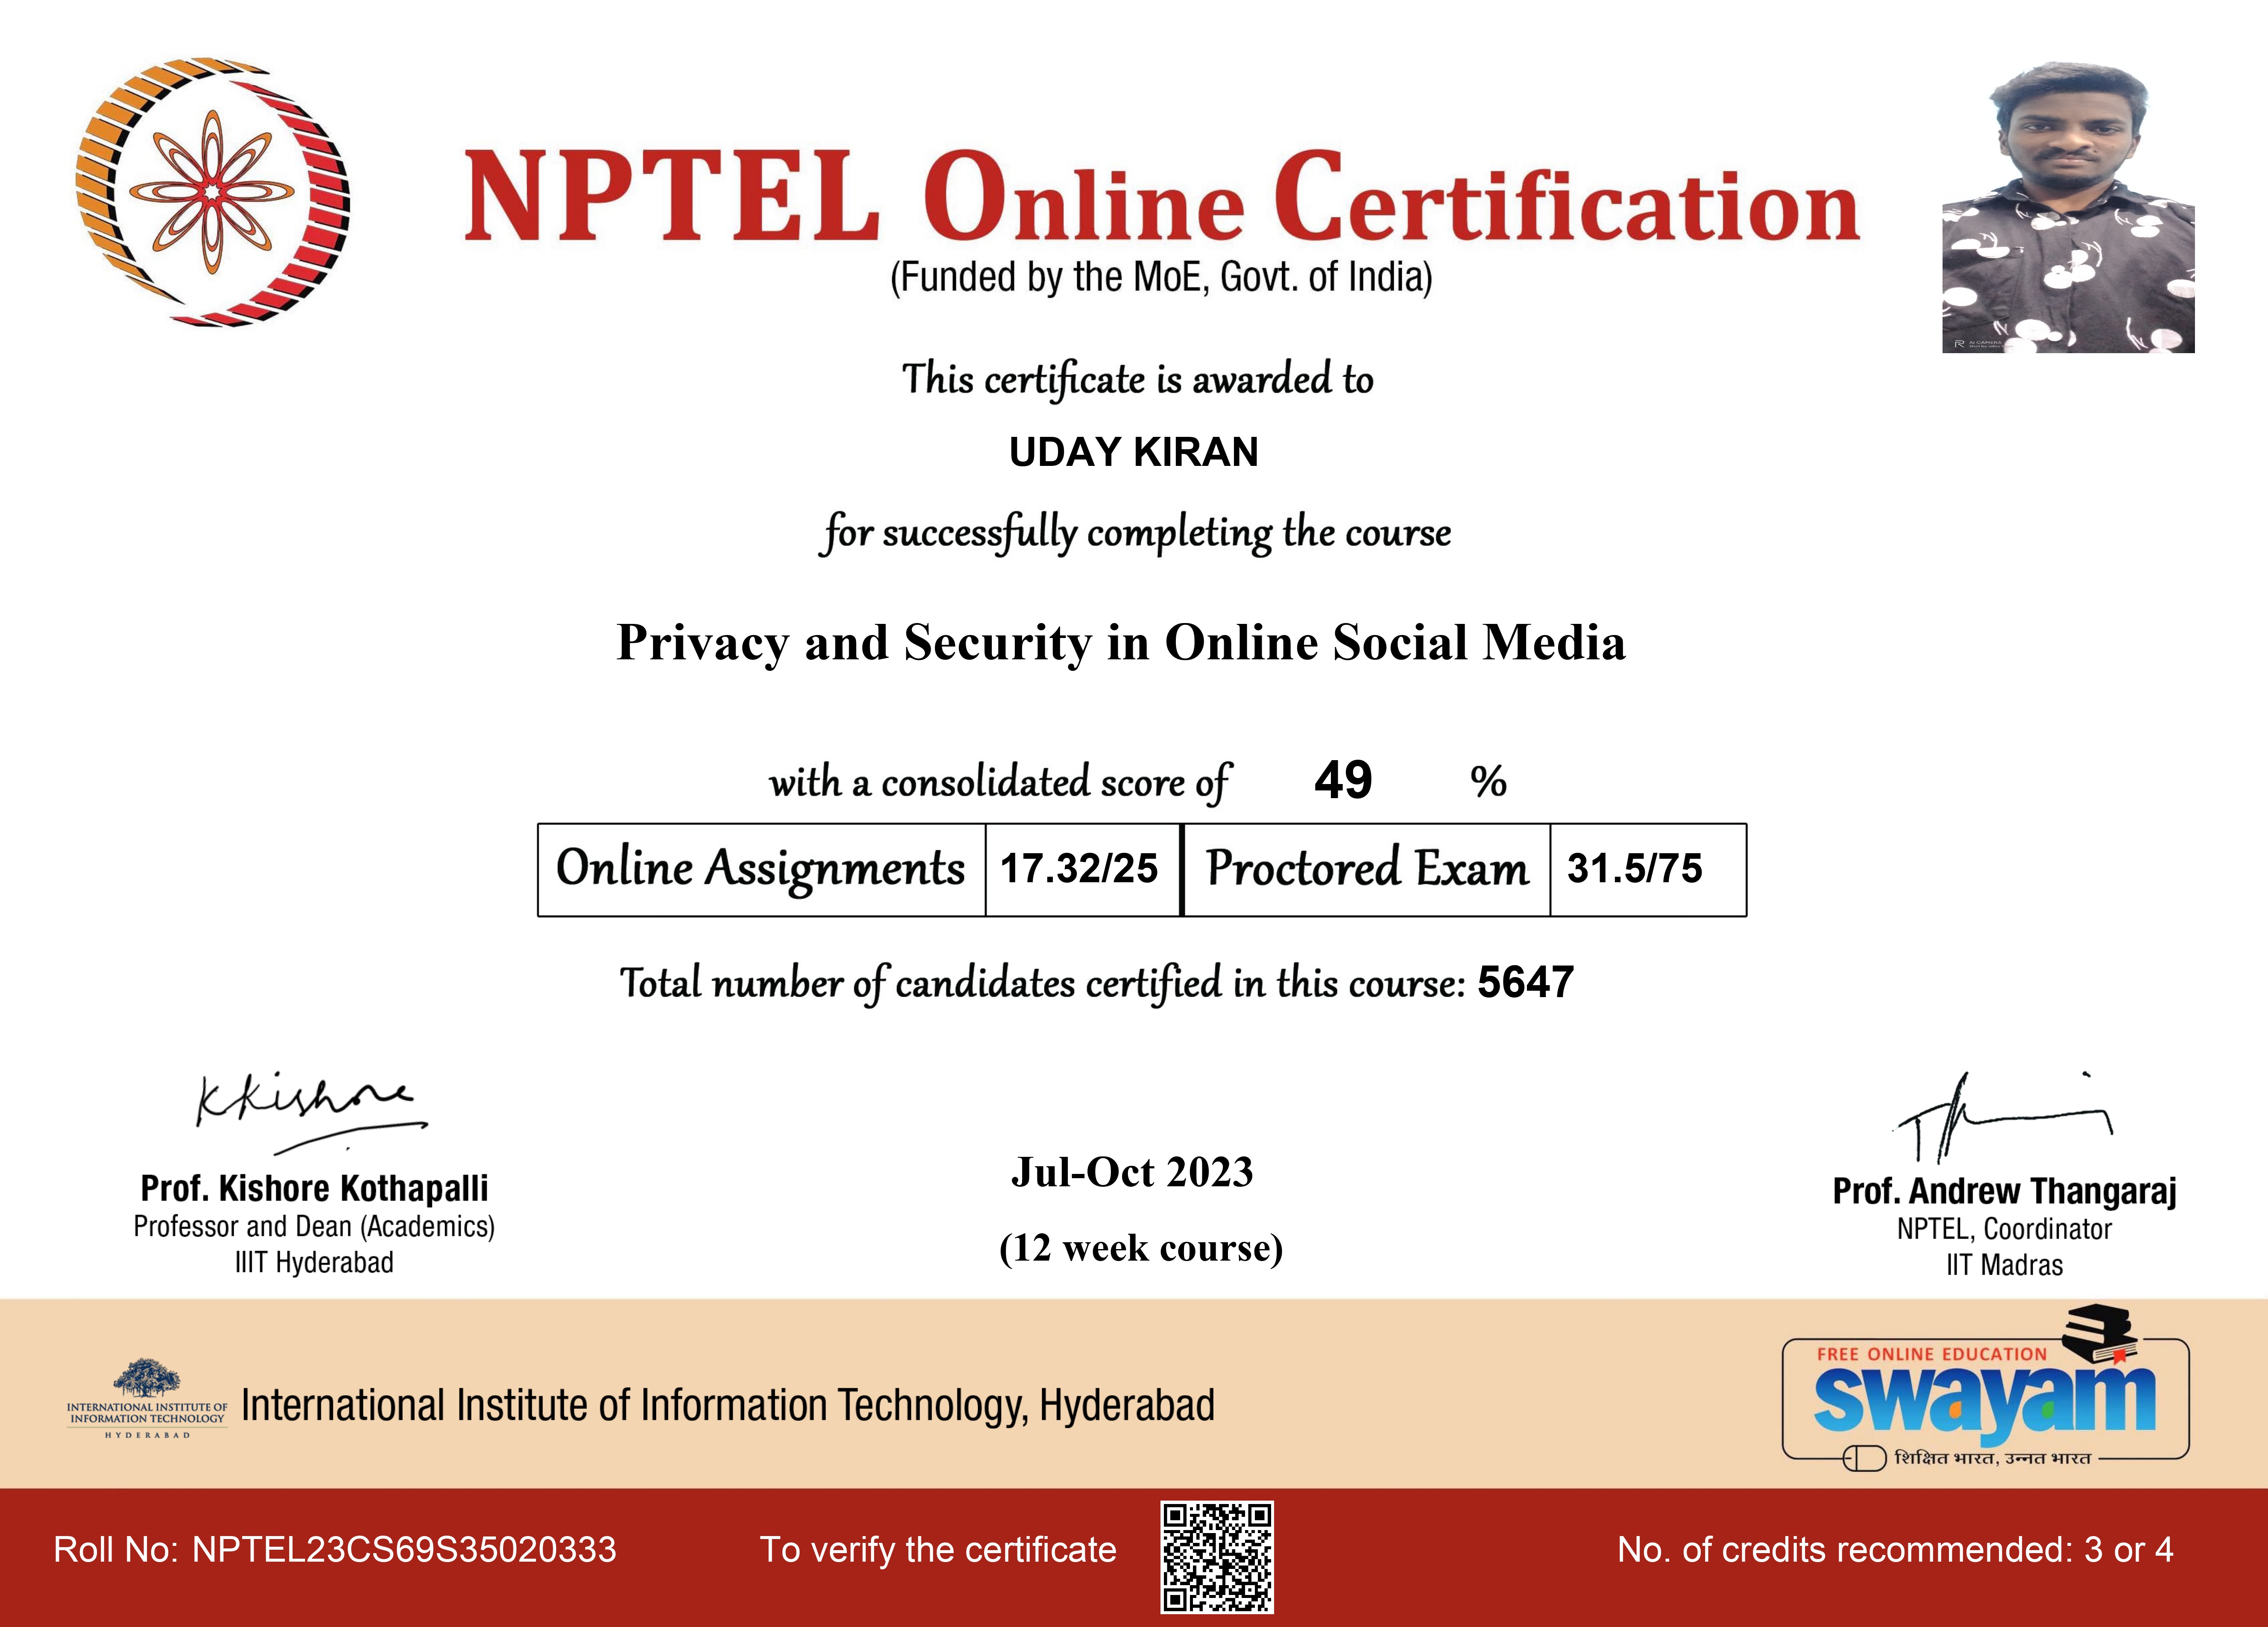 NPTEL Online Certification
(Funded by the MoE, Govt. of India)
This certificate is awarded to
UDAY KIRAN
for successfully completing the course
Privacy and Security in Online Social Media
with a consolidated score of 49 %
Online Assignments 17.32/25 Proctored Exam 31.5/75
Total number of candidates certified in this course: 5647
KKishore
Prof. Kishore Kothapalli
Professor and Dean (Academics)
IIIT Hyderabad
Jul-Oct 2023
(12 week course)
Prof. Andrew Thangaraj
NPTEL, Coordinator
IIT Madras
INTERNATIONAL INSTITUTE OF
INFORMATION TECHNOLOGY
HYDERABAD
International Institute of Information Technology, Hyderabad
FREE ONLINE EDUCATION
swayam
शिक्षित भारत, उन्नत भारत
Roll No: NPTEL23CS69S35020333
To verify the certificate
No. of credits recommended: 3 or 4